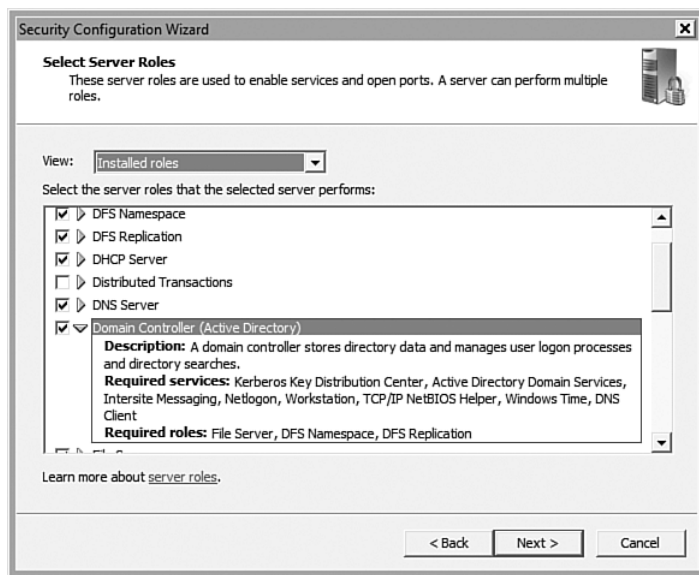 Security Configuration Wizard
Select Server Roles
These server roles are used to enable services and open ports. A server can perform multiple
roles.
View:
Installed roles
Select the server roles that the selected server performs:
DFS Namespace
DFS Replication
DHCP Server
Distributed Transactions
DNS Server
Domain Controller (Active Directory)
Description: A domain controller stores directory data and manages user logon processes
and directory searches.
Required services: Kerberos Key Distribution Center, Active Directory Domain Services,
Intersite Messaging, Netlogon, Workstation, TCP/IP NetBIOS Helper, Windows Time, DNS
Client
Required roles: File Server, DFS Namespace, DFS Replication
Learn more about server roles.
< Back
Next >
Cancel